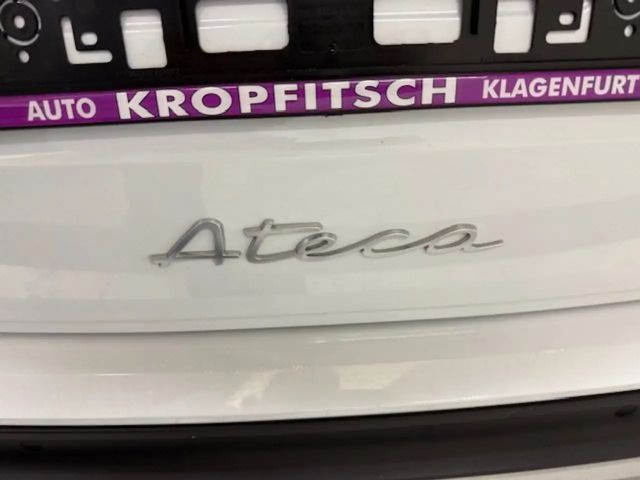 AUTO KROPFITSCH KLAGENFURT
Ateca